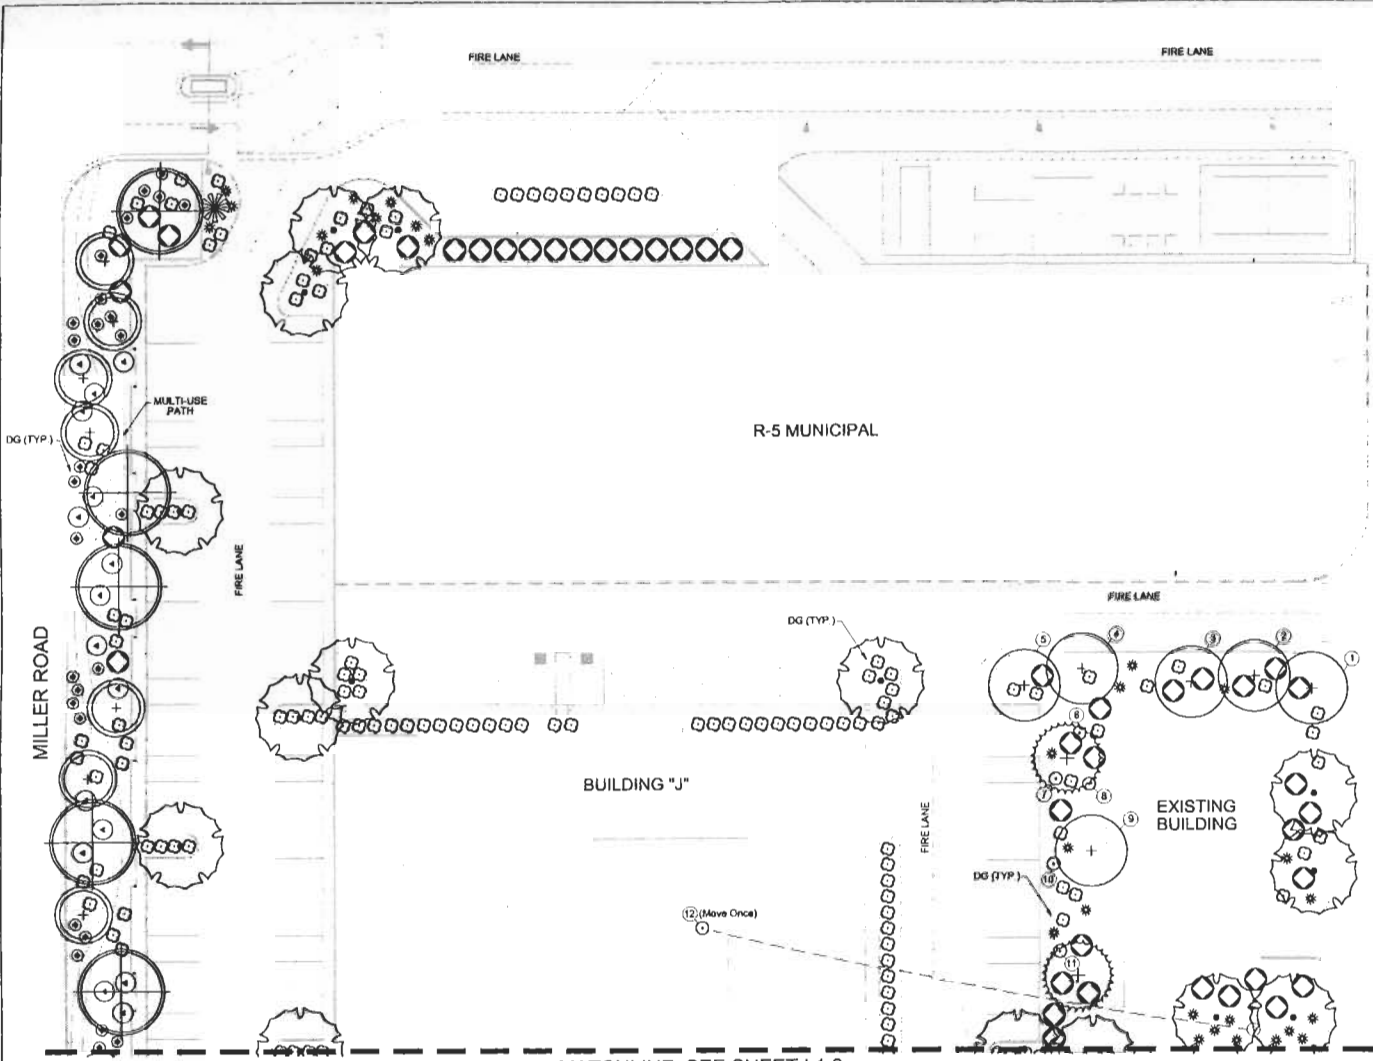 FIRE LANE
FIRE LANE
MULTI-USE
PATH
DG (TYP.)
R-5 MUNICIPAL
FIRE LANE
MILLER ROAD
FIRE LANE
DG (TYP.)
5
4
3
2
1
6
7
8
BUILDING "J"
EXISTING
BUILDING
9
FIRE LANE
10
DG (TYP.)
12 (Move Once)
11